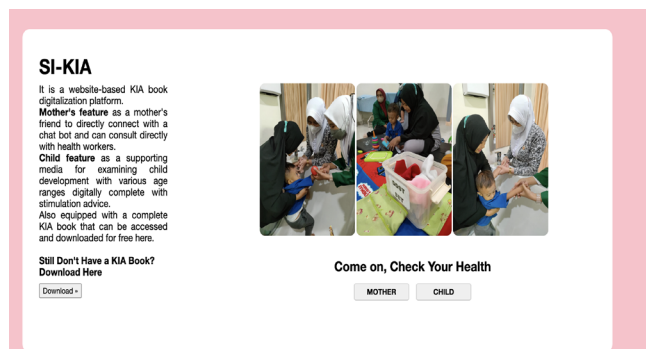 SI-KIA
It is a website-based KIA book
digitalization platform.
Mother's feature as a mother's
friend to directly connect with a
chat bot and can consult directly
with health workers.
Child feature as a supporting
media for examining child
development with various age
ranges digitally complete with
stimulation advice.
Also equipped with a complete
KIA book that can be accessed
and downloaded for free here.
Still Don't Have a KIA Book?
Download Here
Download »
Come on, Check Your Health
MOTHER CHILD